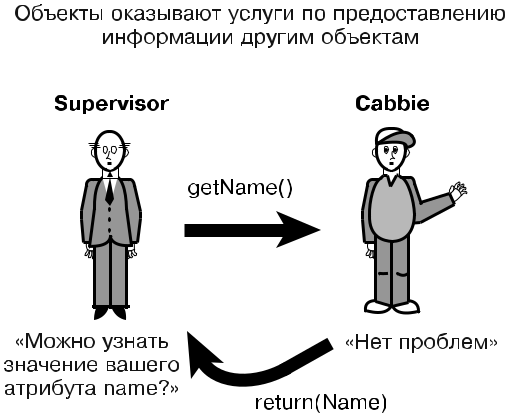 Объекты оказывают услуги по предоставлению
информации другим объектам
Supervisor
Cabbie
getName()
«Можно узнать
значение вашего
атрибута name?»
«Нет проблем»
return(Name)